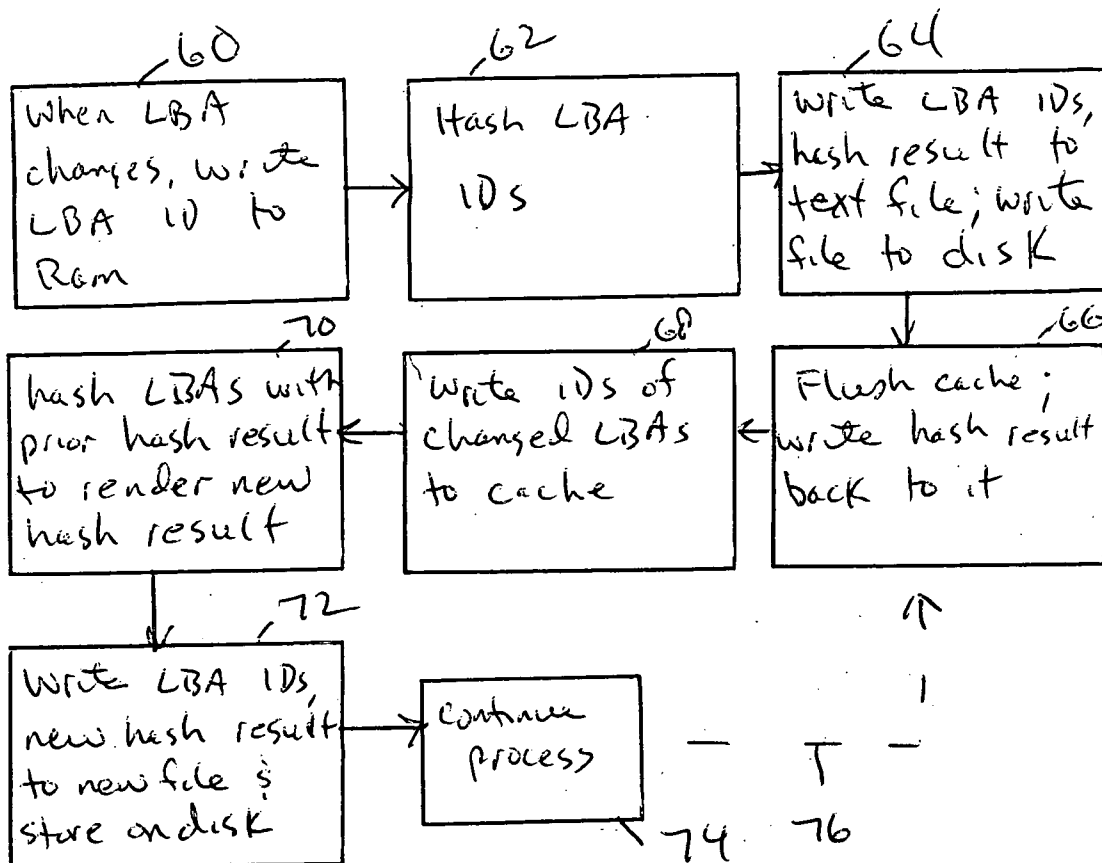 60
When LBA
changes, write
LBA ID to
Ram
62
Hash LBA
IDs
64
Write LBA IDs,
hash result to
text file; write
file to disk
66
Flush cache;
write hash result
back to it
68
Write IDs of
changed LBAs
to cache
70
hash LBAs with
prior hash result
to render new
hash result
72
Write LBA IDs,
new hash result
to new file &
store on disk
continue
process
74
76